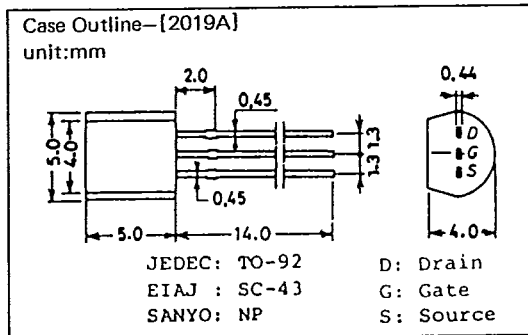 Case Outline–[2019A]
unit:mm
2.0
0,45
0,44
5.0
4.0
1.3
1.3
D
G
S
0,45
5.0
14.0
4.0
JEDEC: TO-92
D: Drain
EIAJ : SC-43
G: Gate
SANYO: NP
S: Source